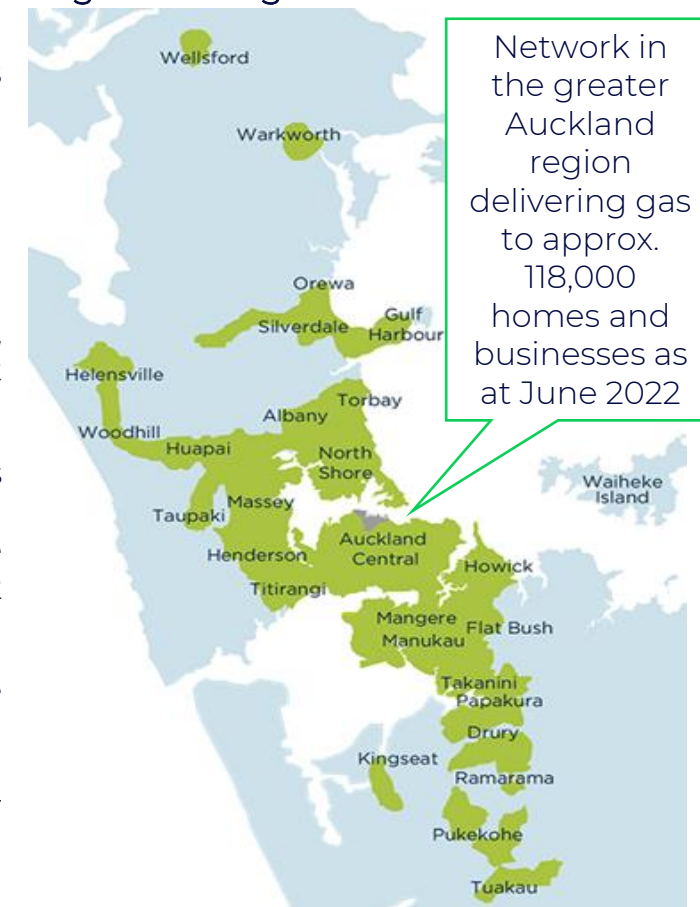 Network in
the greater
Auckland
region
delivering gas
to approx.
118,000
homes and
businesses as
at June 2022
Wellsford
Warkworth
Orewa
Silverdale
Gulf
Harbour
Helensville
Torbay
Albany
Woodhill
Huapai
North
Shore
Waiheke
Island
Massey
Taupaki
Auckland
Central
Henderson
Howick
Titirangi
Mangere
Manukau
Flat Bush
Takanini
Papakura
Drury
Kingseat
Ramarama
Pukekohe
Tuakau